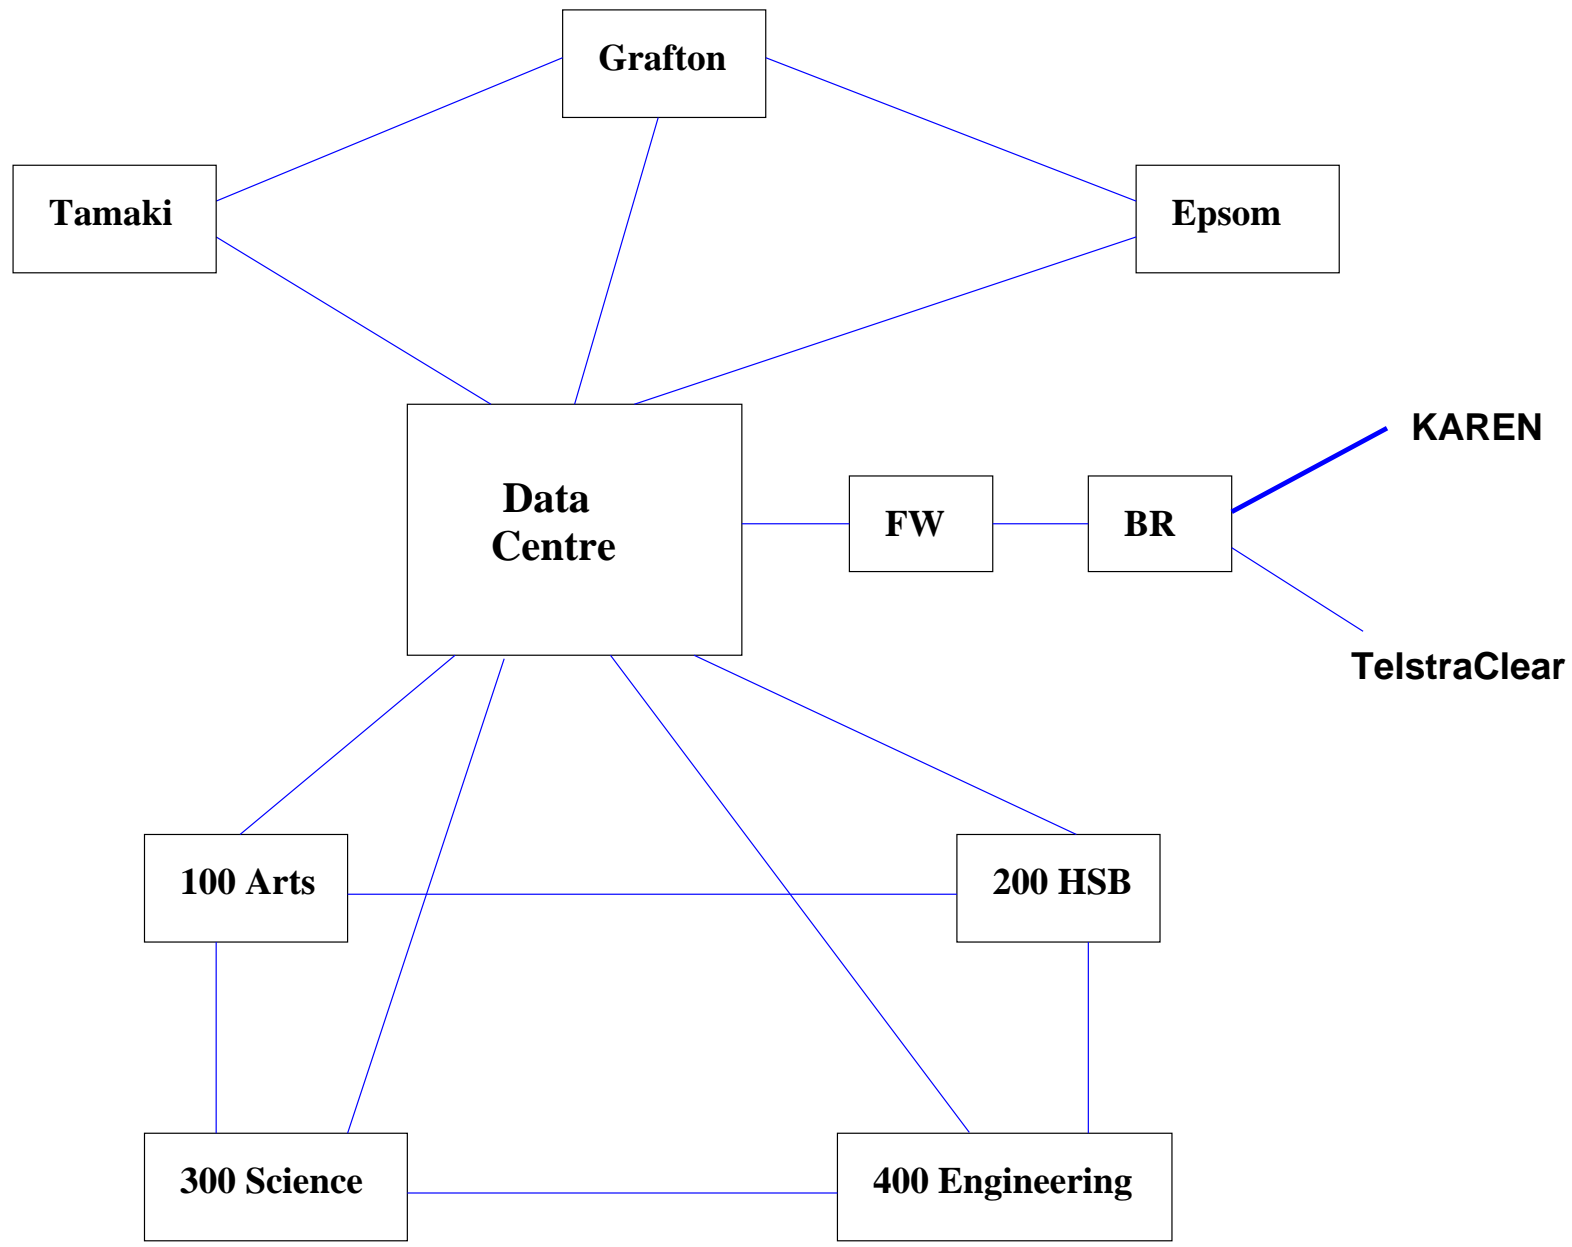 Grafton
Tamaki
Epsom
KAREN
Data
Centre
FW
BR
TelstraClear
100 Arts
200 HSB
300 Science
400 Engineering